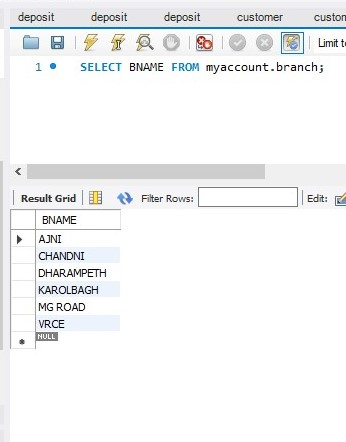 deposit deposit deposit customer custom
Limit to
1 SELECT BNAME FROM myaccount.branch;
Result Grid Filter Rows: Edit:
BNAME
AJNI
CHANDNI
DHARAMPETH
KAROLBAGH
MG ROAD
VRCE
NULL